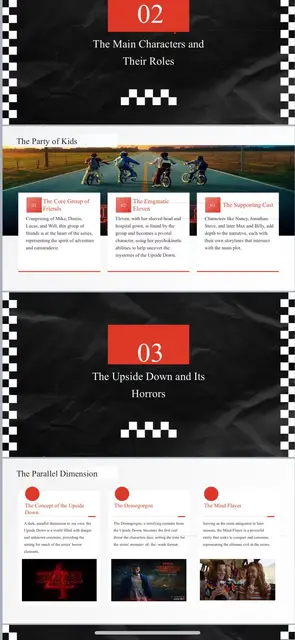 02
The Main Characters and
Their Roles
The Party of Kids
01
The Core Group of
Friends
Comprising of Mike, Dustin,
Lucas, and Will, this group of
friends is at the heart of the series,
representing the spirit of adventure
and camaraderie.
02
The Enigmatic
Eleven
Eleven, with her shaved head and
hospital gown, is found by the
group and becomes a pivotal
character, using her psychokinetic
abilities to help uncover the
mysteries of the Upside Down.
03
The Supporting Cast
Characters like Nancy, Jonathan,
Steve, and later Max and Billy, add
depth to the narrative, each with
their own storylines that intersect
with the main plot.
03
The Upside Down and Its
Horrors
The Parallel Dimension
The Concept of the Upside
Down
A dark, parallel dimension to our own, the
Upside Down is a world filled with danger
and unknown creatures, providing the
setting for much of the series' horror
elements.
The Demogorgon
The Demogorgon, a terrifying creature from
the Upside Down, becomes the first real
threat the characters face, setting the tone for
the series' monster-of-the-week format.
The Mind Flayer
Serving as the main antagonist in later
seasons, the Mind Flayer is a powerful
entity that seeks to conquer and consume,
representing the ultimate evil in the series.